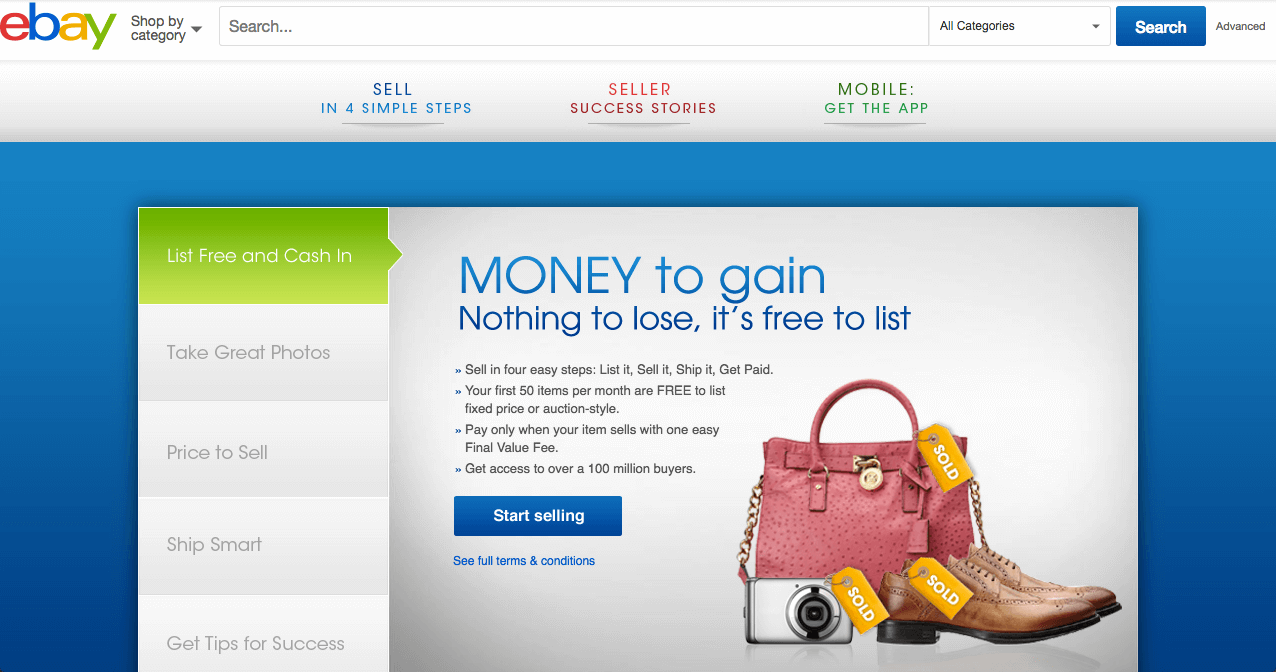 ebay
Shop by
category
Search...
All Categories
Search
Advanced
SELL
IN 4 SIMPLE STEPS
SELLER
SUCCESS STORIES
MOBILE:
GET THE APP
List Free and Cash In
Take Great Photos
Price to Sell
Ship Smart
Get Tips for Success
MONEY to gain
Nothing to lose, it's free to list
» Sell in four easy steps: List it, Sell it, Ship it, Get Paid.
» Your first 50 items per month are FREE to list
fixed price or auction-style.
» Pay only when your item sells with one easy
Final Value Fee.
» Get access to over a 100 million buyers.
Start selling
See full terms & conditions
SOLD
SOLD
SOLD